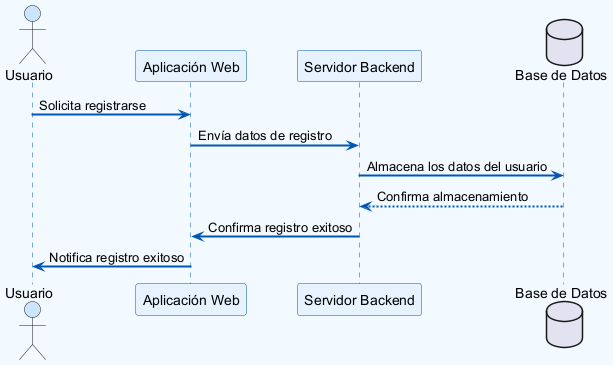 Usuario
Aplicación Web
Servidor Backend
Base de Datos
Solicita registrarse
Envía datos de registro
Almacena los datos del usuario
Confirma almacenamiento
Confirma registro exitoso
Notifica registro exitoso
Usuario
Aplicación Web
Servidor Backend
Base de Datos